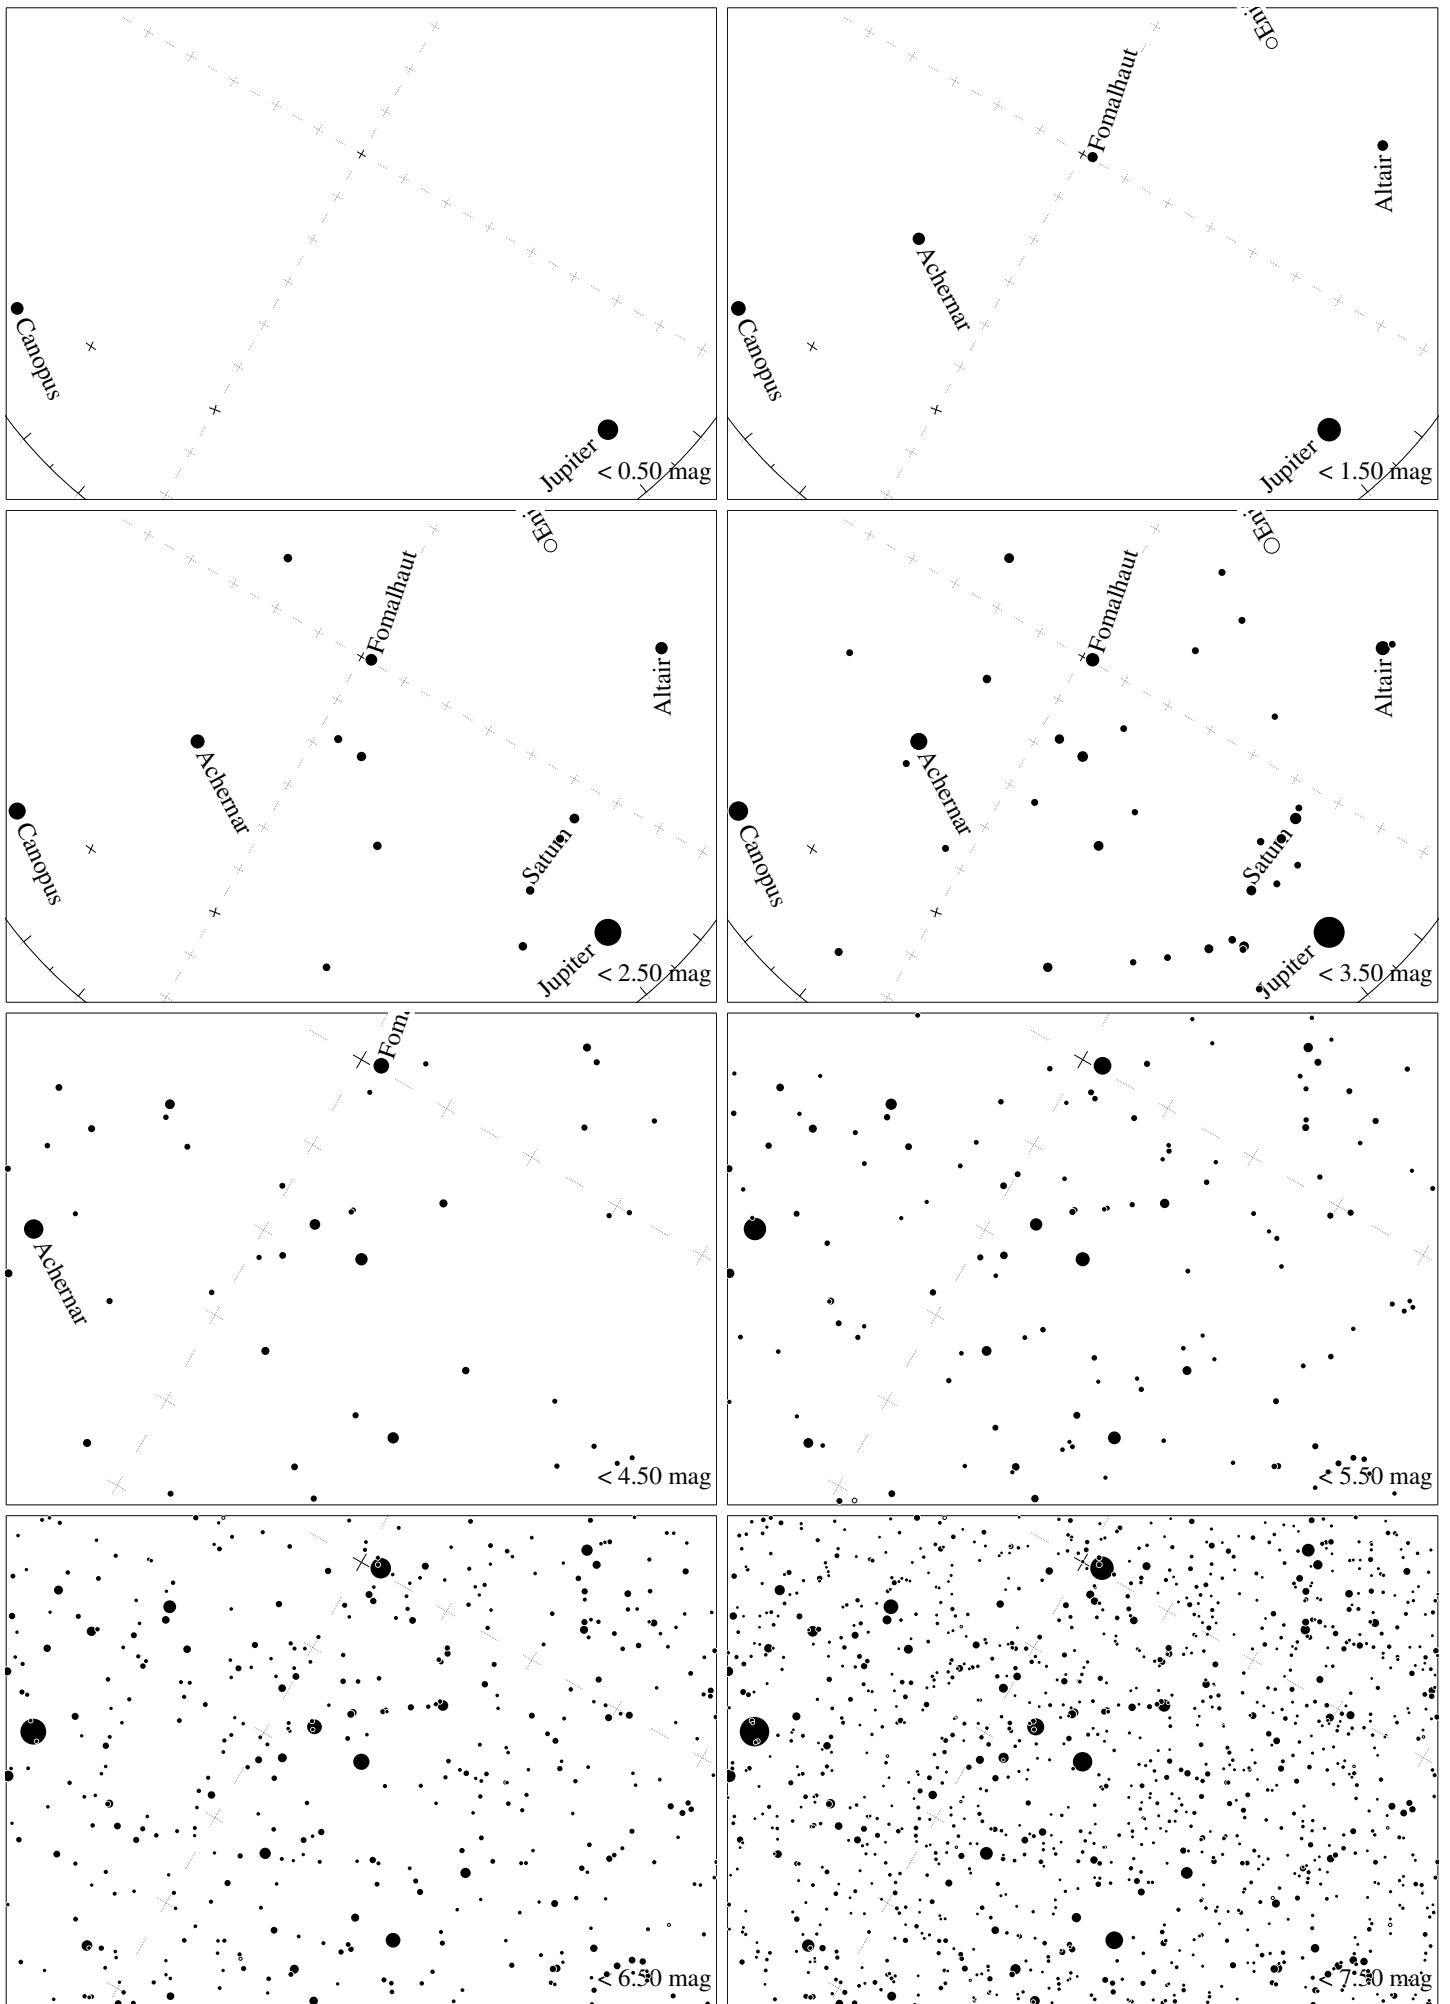 Canopus
Jupiter
< 0.50 mag
Fomalhaut
Altair
Achernar
Canopus
Jupiter
< 1.50 mag
Fomalhaut
Altair
Achernar
Saturn
Canopus
Jupiter
< 2.50 mag
Fomalhaut
Altair
Achernar
Saturn
Canopus
Jupiter
< 3.50 mag
Fom
Achernar
< 4.50 mag
< 5.50 mag
< 6.50 mag
< 7.50 mag